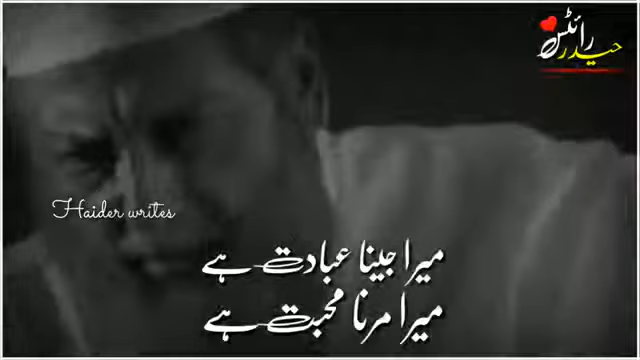 رائٹس
حیدر
Haider writes
میرا جینا عبادت ہے
میرا مرنا محبت ہے